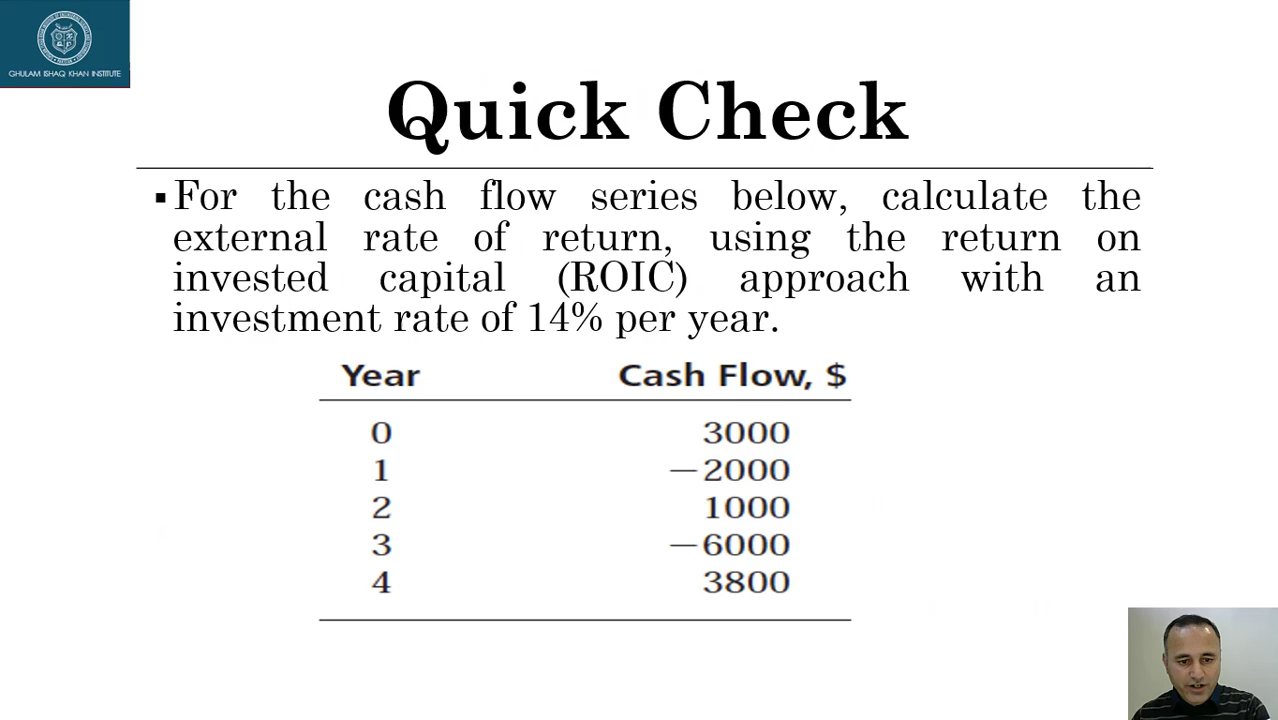 GHULAM ISHAQ KHAN INSTITUTE
Quick Check
▪For the cash flow series below, calculate the
external rate of return, using the return on
invested capital (ROIC) approach with an
investment rate of 14% per year.
Year Cash Flow, $
0 3000
1 −2000
2 1000
3 −6000
4 3800